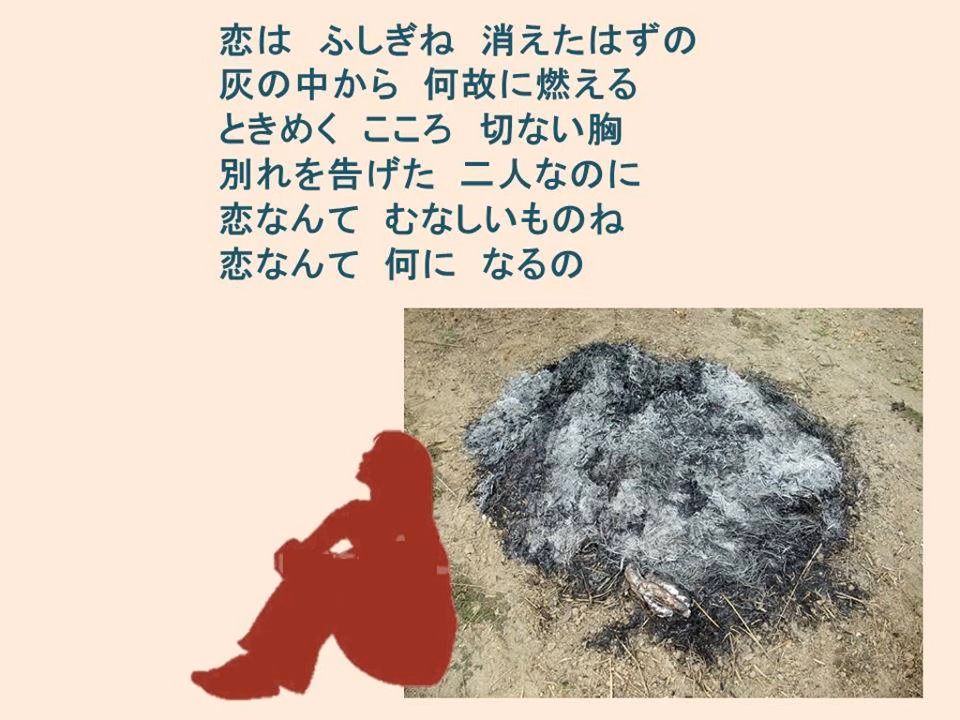 恋は　ふしぎね　消えたはずの
灰の中から　何故に燃える
ときめく　こころ　切ない胸
別れを告げた　二人なのに
恋なんて　むなしいものね
恋なんて　何に　なるの